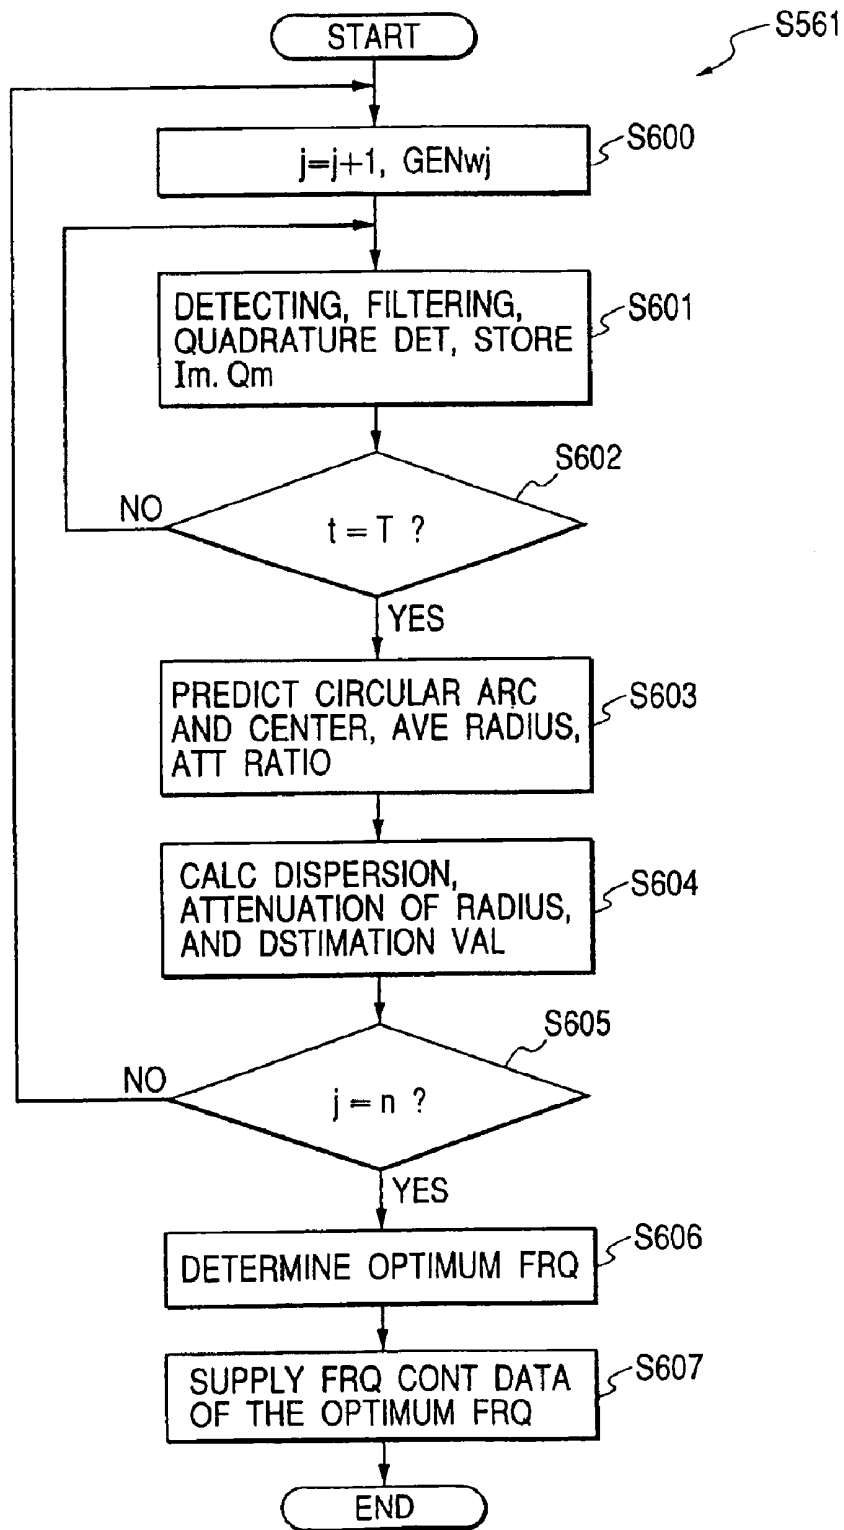 START
S561
j=j+1, GENwj
S600
DETECTING, FILTERING,
QUADRATURE DET, STORE
Im. Qm
S601
S602
t = T ?
NO
YES
PREDICT CIRCULAR ARC
AND CENTER, AVE RADIUS,
ATT RATIO
S603
CALC DISPERSION,
ATTENUATION OF RADIUS,
AND DSTIMATION VAL
S604
S605
j = n ?
NO
YES
DETERMINE OPTIMUM FRQ
S606
SUPPLY FRQ CONT DATA
OF THE OPTIMUM FRQ
S607
END